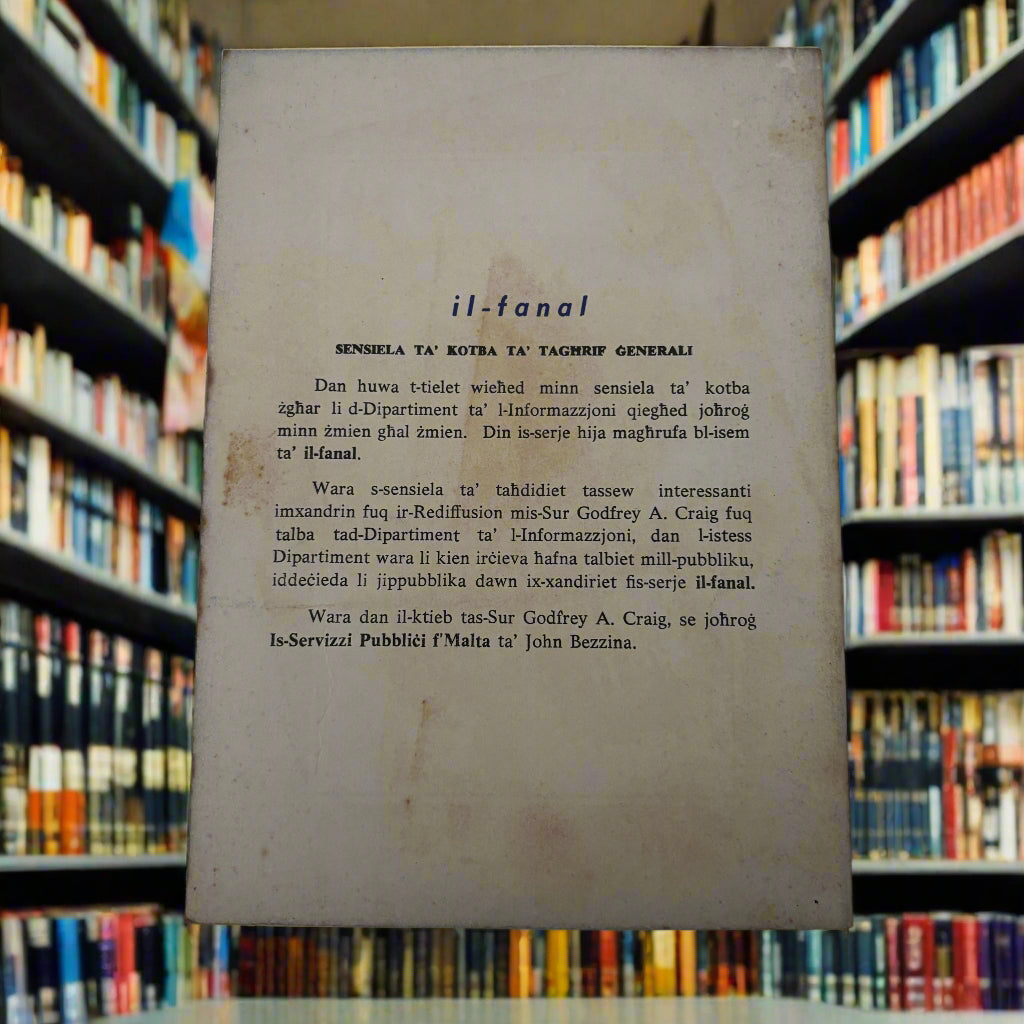 il-fanal
SENSIELA TA' KOTBA TA' TAGĦRIF ĠENERALI
Dan huwa t-tielet wieħed minn sensiela ta' kotba
żgħar li d-Dipartiment ta' l-Informazzjoni qiegħed joħroġ
minn żmien għal żmien. Din is-serje hija magħrufa bl-isem
ta' il-fanal.
Wara s-sensiela ta' taħdidiet tassew interessanti
imxandrin fuq ir-Rediffusion mis-Sur Godfrey A. Craig fuq
talba tad-Dipartiment ta' l-Informazzjoni, dan l-istess
Dipartiment wara li kien irċieva ħafna talbiet mill-pubbliku,
iddeċieda li jippubblika dawn ix-xandiriet fis-serje il-fanal.
Wara dan il-ktieb tas-Sur Godfrey A. Craig, se joħroġ
Is-Servizzi Pubbliċi f'Malta ta' John Bezzina.